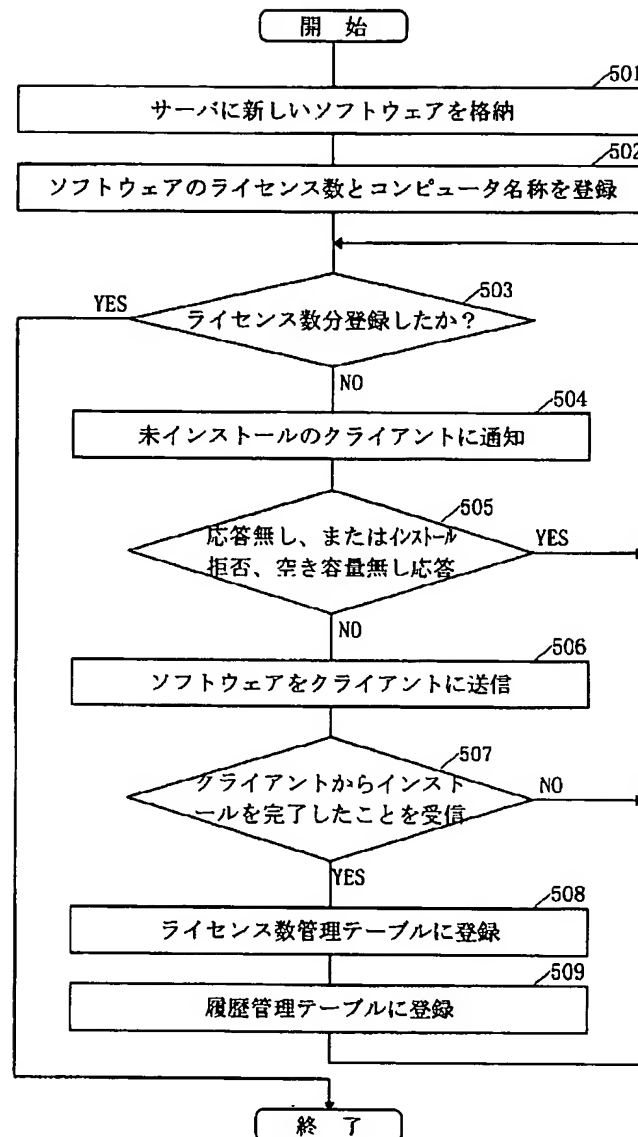 開 始
501
サーバに新しいソフトウェアを格納
502
ソフトウェアのライセンス数とコンピュータ名称を登録
503
YES
ライセンス数分登録したか？
NO
504
未インストールのクライアントに通知
505
応答無し、またはインストール
拒否、空き容量無し応答
YES
NO
506
ソフトウェアをクライアントに送信
507
クライアントからインスト
ールを完了したことを受信
NO
YES
508
ライセンス数管理テーブルに登録
509
履歴管理テーブルに登録
終 了